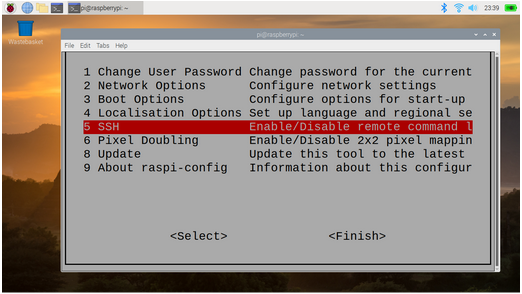 pi@raspberrypi: ~
23:39
Wastebasket
pi@raspberrypi: ~
File Edit Tabs Help
1 Change User Password Change password for the current
2 Network Options Configure network settings
3 Boot Options Configure options for start-up
4 Localisation Options Set up language and regional se
5 SSH Enable/Disable remote command l
6 Pixel Doubling Enable/Disable 2x2 pixel mappin
8 Update Update this tool to the latest
9 About raspi-config Information about this configur
<Select> <Finish>